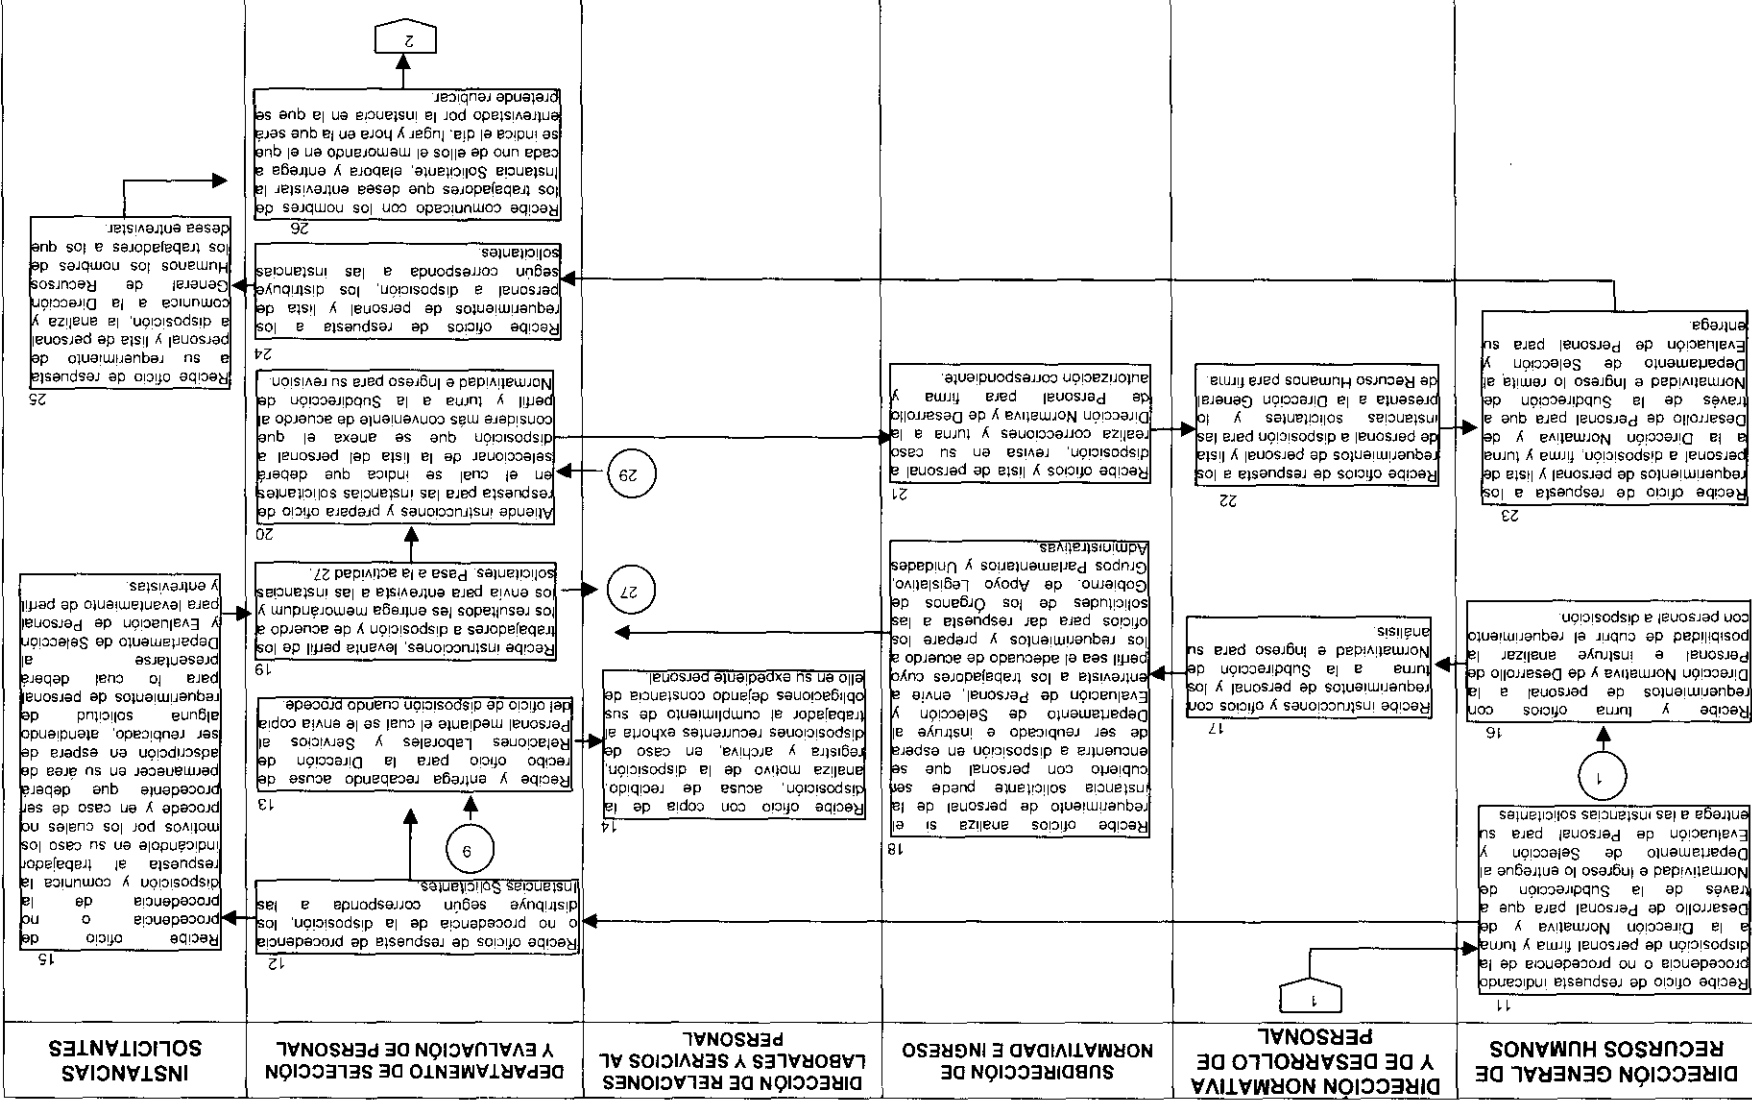 DIRECCIÓN GENERAL DE
RECURSOS HUMANOS
DIRECCIÓN NORMATIVA
Y DE DESARROLLO DE
PERSONAL
SUBDIRECCIÓN DE
NORMATIVIDAD E INGRESO
DIRECCIÓN DE RELACIONES
LABORALES Y SERVICIOS AL
PERSONAL
DEPARTAMENTO DE SELECCIÓN
Y EVALUACIÓN DE PERSONAL
INSTANCIAS
SOLICITANTES
1
11
Recibe oficio de respuesta indicando
procedencia o no procedencia de la
disposición de personal firma y turna
a la Dirección Normativa y de
Desarrollo de Personal para que a
través de la Subdirección de
Normatividad e Ingreso lo entregue al
Departamento de Selección y
Evaluación de Personal para su
entrega a las instancias solicitantes
12
Recibe oficios de respuesta de procedencia
o no procedencia de la disposición, los
distribuye según corresponda a las
Instancias Solicitantes.
15
Recibe oficio de
procedencia o no
procedencia de la
disposición y comunica la
respuesta al trabajador
indicándole en su caso los
motivos por los cuales no
procede y en caso de ser
procedente que deberá
permanecer en su área de
adscripción en espera de
ser reubicado, atendiendo
alguna solicitud de
requerimientos de personal
para lo cual deberá
presentarse al
Departamento de Selección
y Evaluación de Personal
para levantamiento de perfil
y entrevistas.
9
13
Recibe y entrega recabando acuse de
recibo oficio para la Dirección de
Relaciones Laborales y Servicios al
Personal mediante el cual se le envía copia
del oficio de disposición cuando procede.
14
Recibe oficio con copia de la
disposición, acusa de recibido,
analiza motivo de la disposición,
registra y archiva, en caso de
disposiciones recurrentes exhorta al
trabajador al cumplimiento de sus
obligaciones dejando constancia de
ello en su expediente personal.
1
16
Recibe y turna oficios con
requerimientos de personal a la
Dirección Normativa y de Desarrollo de
Personal e instruye analizar la
posibilidad de cubrir el requerimiento
con personal a disposición.
17
Recibe instrucciones y oficios con
requerimientos de personal y los
turna a la Subdirección de
Normatividad e Ingreso para su
análisis.
18
Recibe oficios analiza si el
requerimiento de personal de la
instancia solicitante puede ser
cubierto con personal que se
encuentra a disposición en espera
de ser reubicado e instruye al
Departamento de Selección y
Evaluación de Personal, envíe a
entrevista a los trabajadores cuyo
perfil sea el adecuado de acuerdo a
los requerimientos y prepare los
oficios para dar respuesta a las
solicitudes de los Órganos de
Gobierno. de Apoyo Legislativo,
Grupos Parlamentarios y Unidades
Administrativas.
19
Recibe instrucciones, levanta perfil de los
trabajadores a disposición y de acuerdo a
los resultados les entrega memorándum y
los envía para entrevista a las instancias
solicitantes. Pasa a la actividad 27.
27
20
Atiende instrucciones y prepara oficio de
respuesta para las instancias solicitantes
en el cual se indica que deberá
seleccionar de la lista del personal a
disposición que se anexa el que
considere más conveniente de acuerdo al
perfil y turna a la Subdirección de
Normatividad e Ingreso para su revisión.
29
21
Recibe oficios y lista de personal a
disposición, revisa en su caso
realiza correcciones y turna a la
Dirección Normativa y de Desarrollo
de Personal para firma y
autorización correspondiente.
22
Recibe oficios de respuesta a los
requerimientos de personal y lista
de personal a disposición para las
instancias solicitantes y lo
presenta a la Dirección General
de Recurso Humanos para firma.
23
Recibe oficio de respuesta a los
requerimientos de personal y lista de
personal a disposición, firma y turna
a la Dirección Normativa y de
Desarrollo de Personal para que a
través de la Subdirección de
Normatividad e Ingreso lo remita, al
Departamento de Selección y
Evaluación de Personal para su
entrega.
24
Recibe oficios de respuesta a los
requerimientos de personal y lista de
personal a disposición, los distribuye
según corresponda a las instancias
solicitantes.
25
Recibe oficio de respuesta
a su requerimiento de
personal y lista de personal
a disposición, la analiza y
comunica a la Dirección
General de Recursos
Humanos los nombres de
los trabajadores a los que
desea entrevistar.
26
Recibe comunicado con los nombres de
los trabajadores que desea entrevistar la
Instancia Solicitante, elabora y entrega a
cada uno de ellos el memorando en el que
se indica el día, lugar y hora en la que será
entrevistado por la instancia en la que se
pretende reubicar.
2